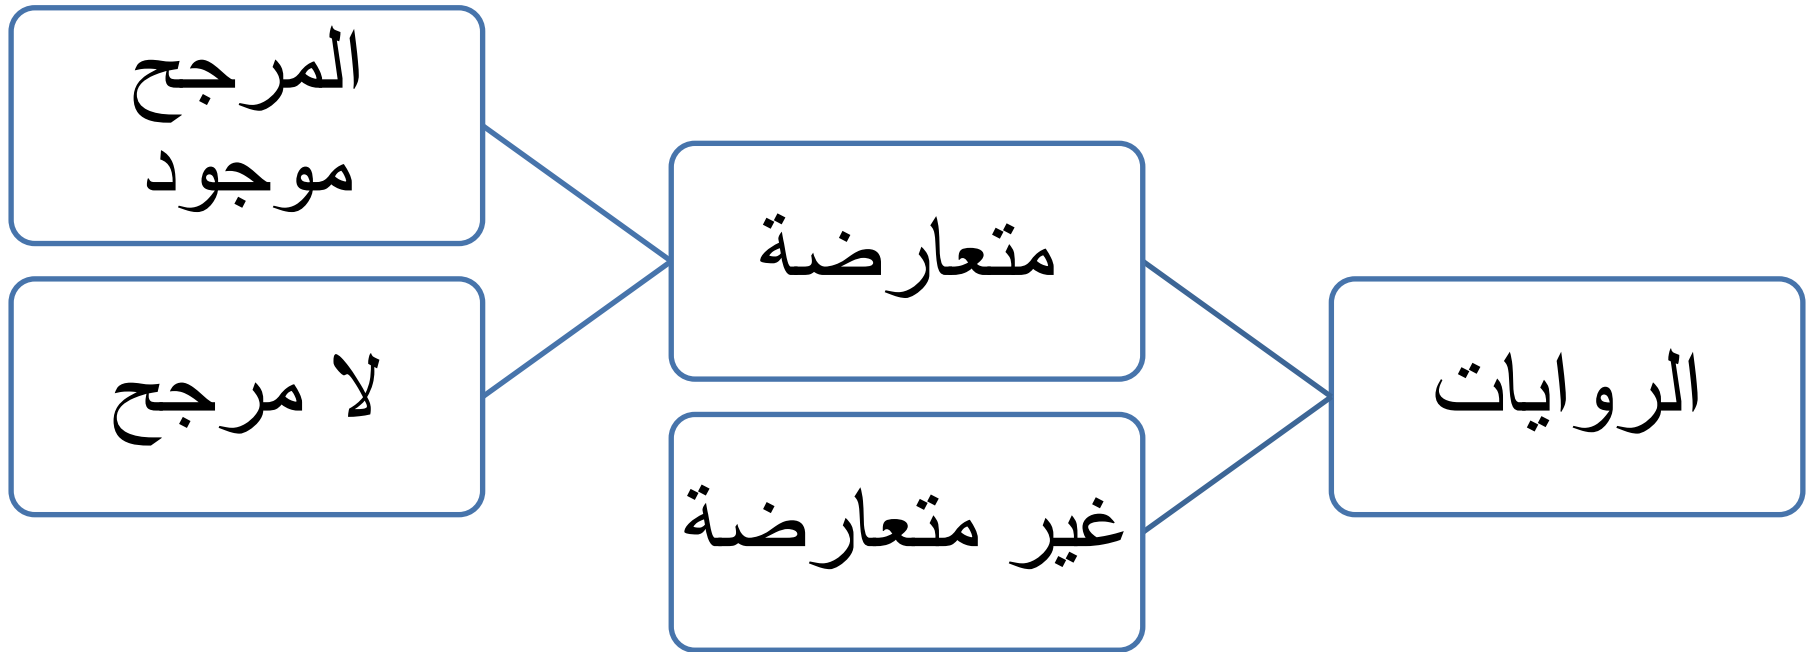 الروايات
متعارضة
غير متعارضة
المرجح
موجود
لا مرجح